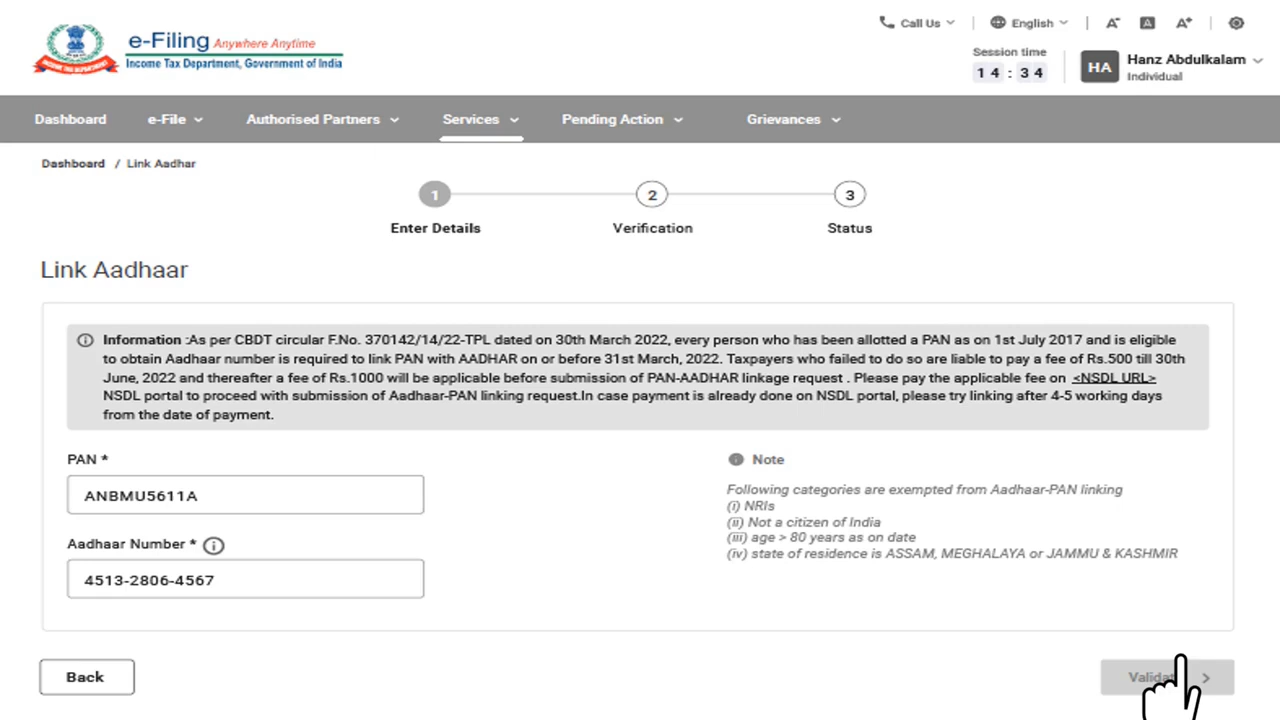 Call Us
English
A-
A
A+
e-Filing Anywhere Anytime
Income Tax Department, Government of India
Session time
14 : 34
HA
Hanz Abdulkalam
Individual
Dashboard
e-File
Authorised Partners
Services
Pending Action
Grievances
Dashboard / Link Aadhar
1
2
3
Enter Details
Verification
Status
Link Aadhaar
Information :As per CBDT circular F.No. 370142/14/22-TPL dated on 30th March 2022, every person who has been allotted a PAN as on 1st July 2017 and is eligible
to obtain Aadhaar number is required to link PAN with AADHAR on or before 31st March, 2022. Taxpayers who failed to do so are liable to pay a fee of Rs.500 till 30th
June, 2022 and thereafter a fee of Rs.1000 will be applicable before submission of PAN-AADHAR linkage request . Please pay the applicable fee on <NSDL URL>
NSDL portal to proceed with submission of Aadhaar-PAN linking request.In case payment is already done on NSDL portal, please try linking after 4-5 working days
from the date of payment.
PAN *
ANBMU5611A
Aadhaar Number *
4513-2806-4567
Note
Following categories are exempted from Aadhaar-PAN linking
(i) NRIs
(ii) Not a citizen of India
(iii) age > 80 years as on date
(iv) state of residence is ASSAM, MEGHALAYA or JAMMU & KASHMIR
Back